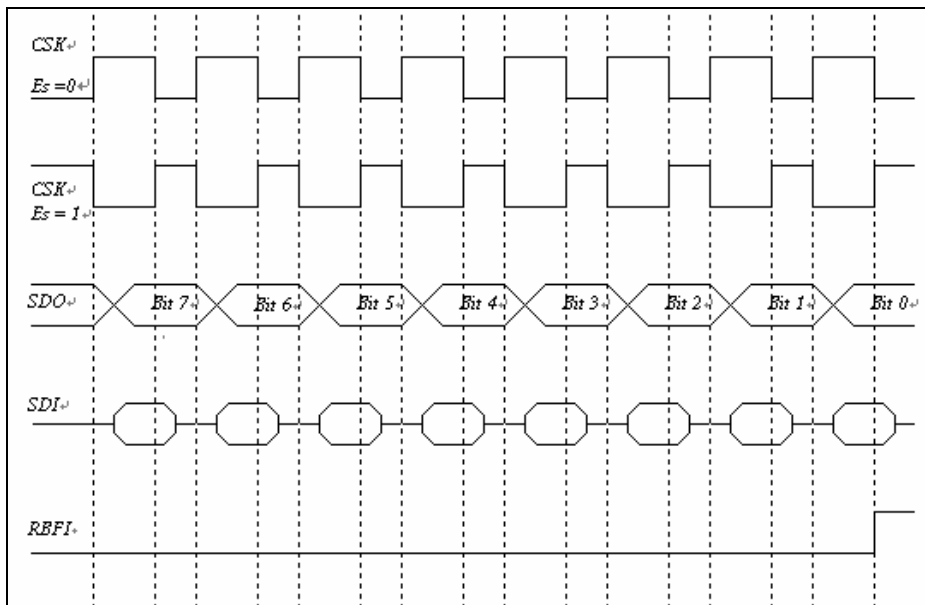 CSK↵
Es =0↵
CSK↵
Es = 1↵
SDO↵ Bit 7↵ Bit 6↵ Bit 5↵ Bit 4↵ Bit 3↵ Bit 2↵ Bit 1↵ Bit 0↵
SDI↵
RBFI↵